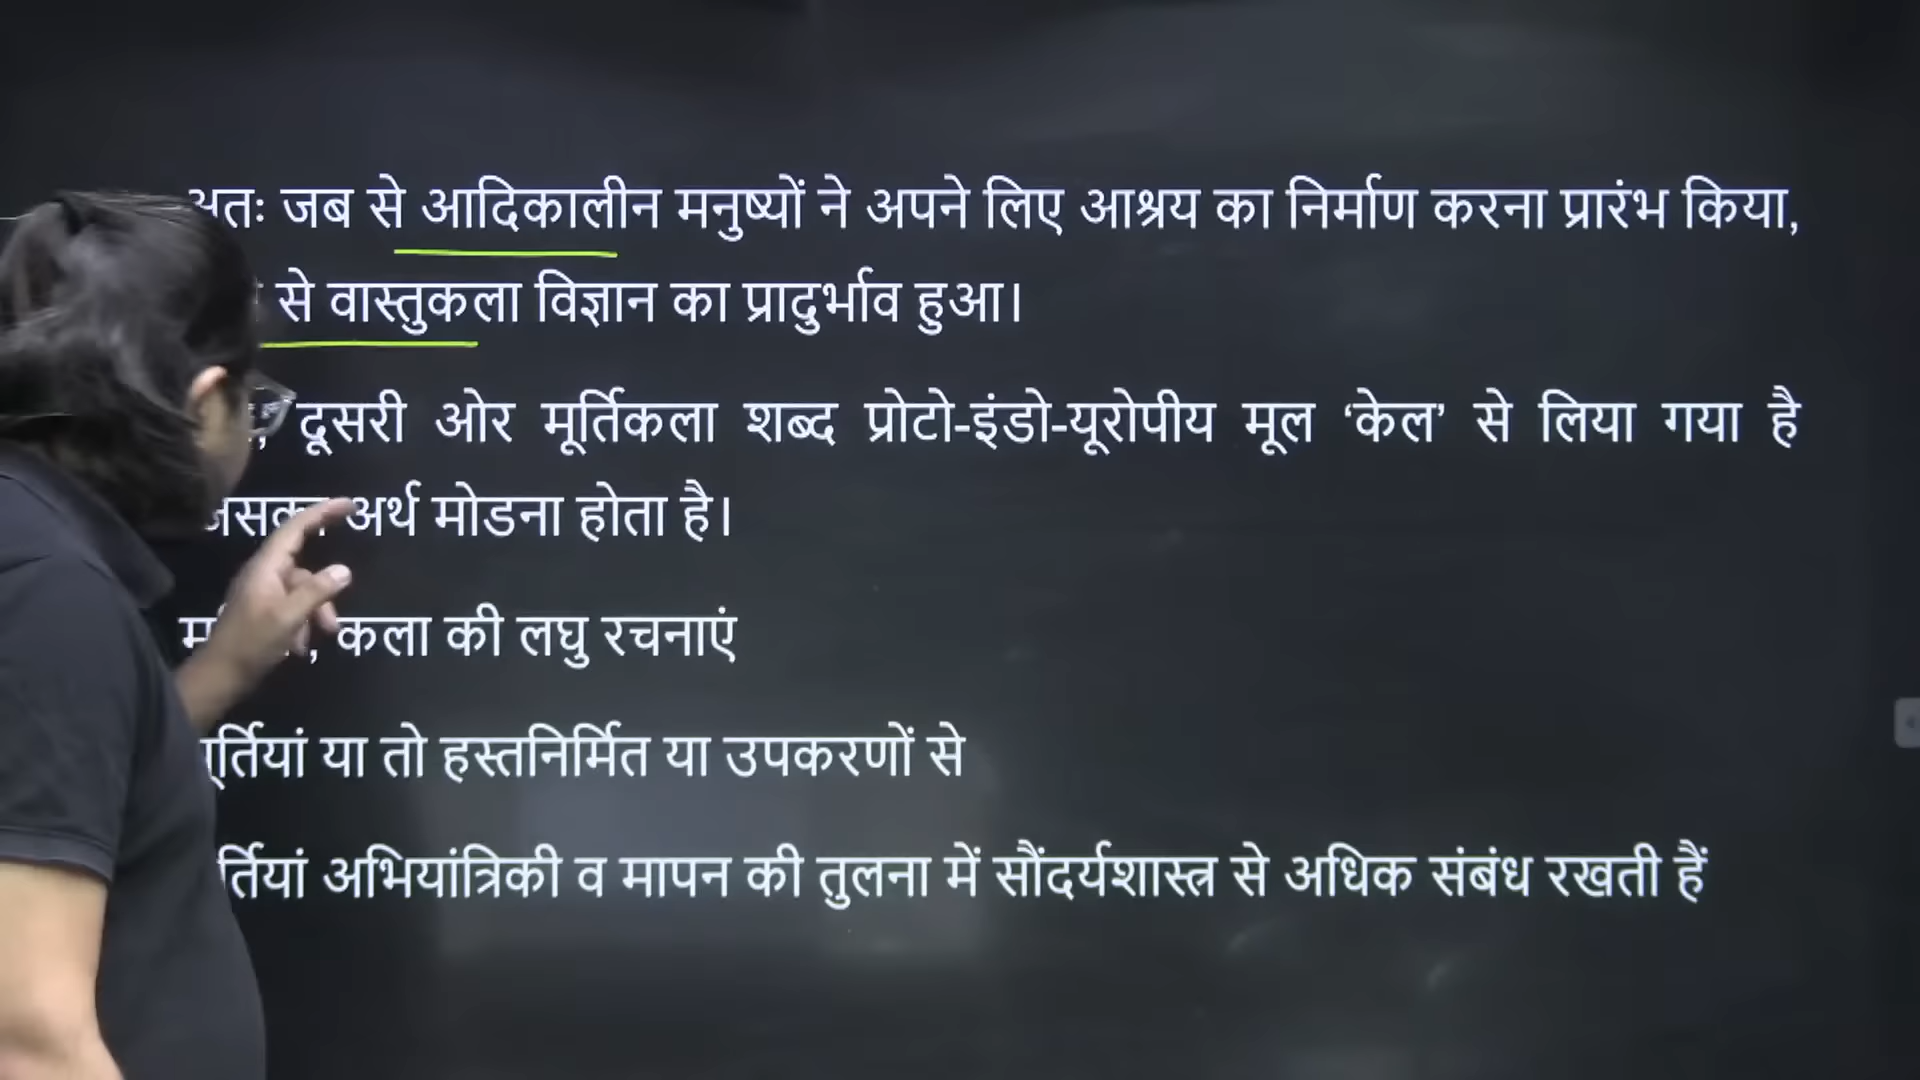 अतः जब से आदिकालीन मनुष्यों ने अपने लिए आश्रय का निर्माण करना प्रारंभ किया,
से वास्तुकला विज्ञान का प्रादुर्भाव हुआ।
दूसरी ओर मूर्तिकला शब्द प्रोटो-इंडो-यूरोपीय मूल ‘केल’ से लिया गया है
अर्थ मोडना होता है।
कला की लघु रचनाएं
या तो हस्तनिर्मित या उपकरणों से
अभियांत्रिकी व मापन की तुलना में सौंदर्यशास्त्र से अधिक संबंध रखती हैं